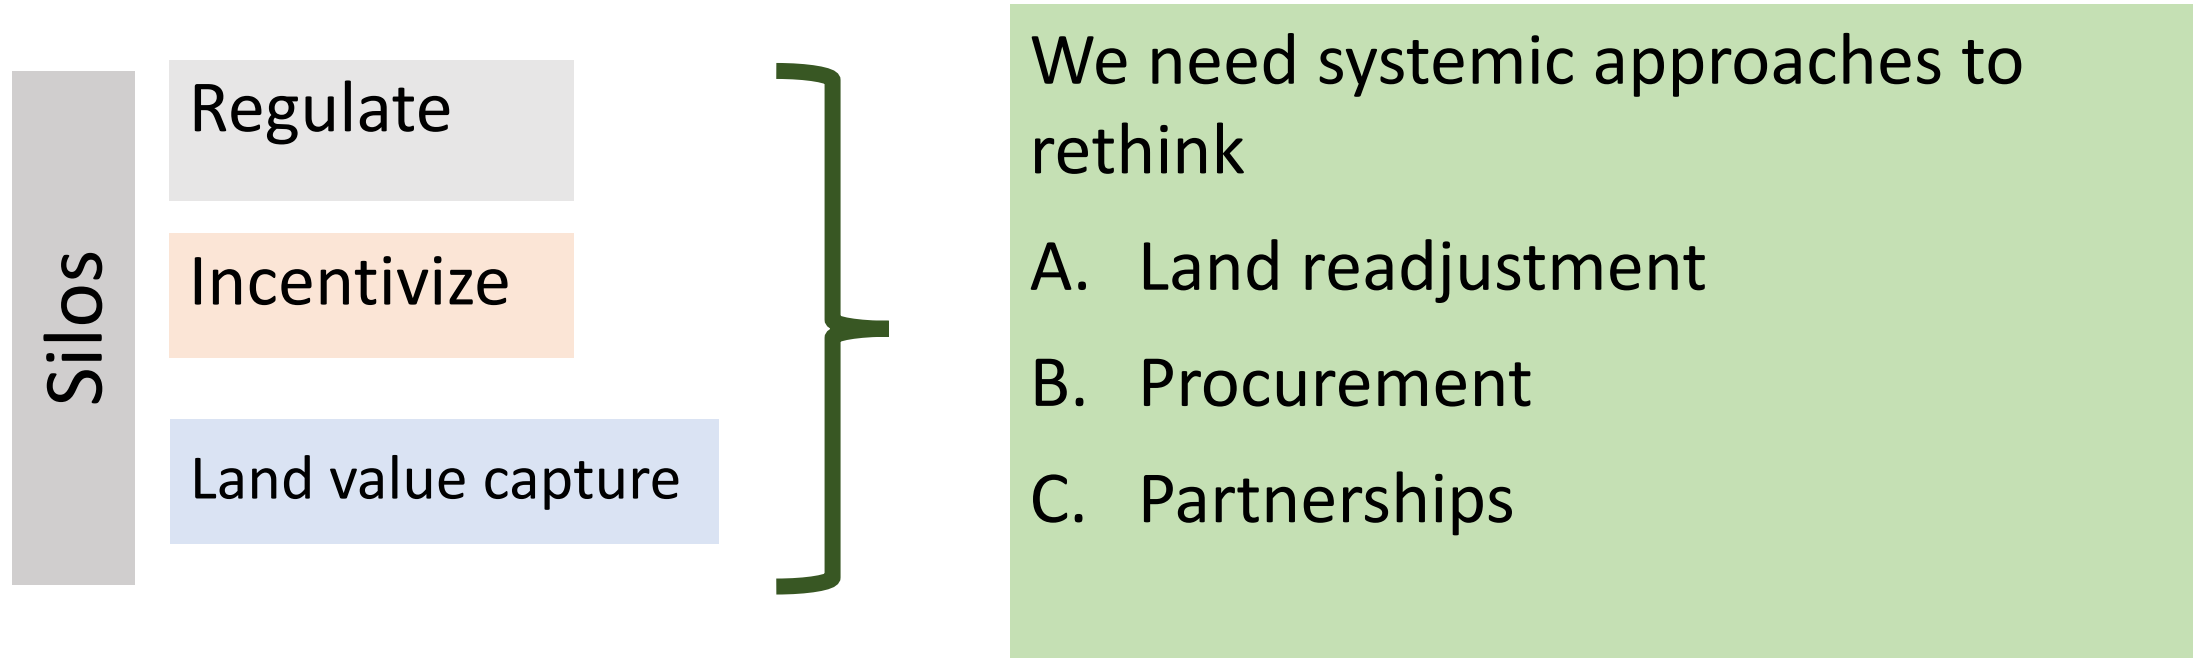 Silos
Regulate
Incentivize
Land value capture
We need systemic approaches to
rethink
A. Land readjustment
B. Procurement
C. Partnerships